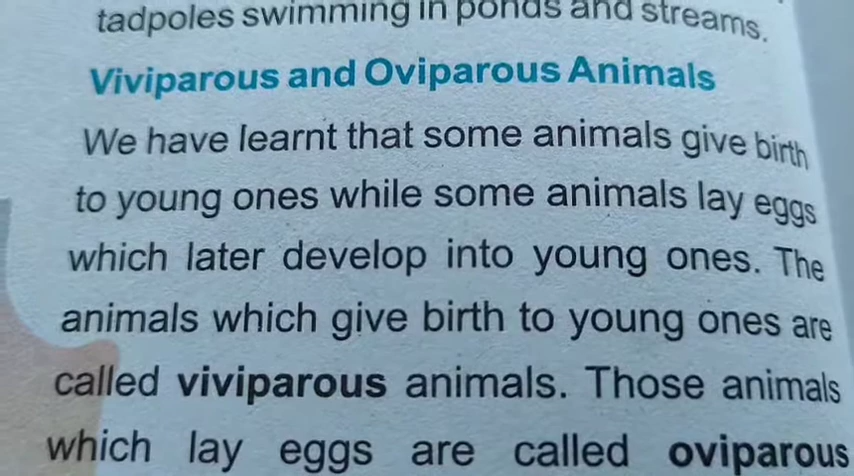 tadpoles swimming in ponds and streams.
Viviparous and Oviparous Animals
We have learnt that some animals give birth
to young ones while some animals lay eggs
which later develop into young ones. The
animals which give birth to young ones are
called viviparous animals. Those animals
which lay eggs are called oviparous